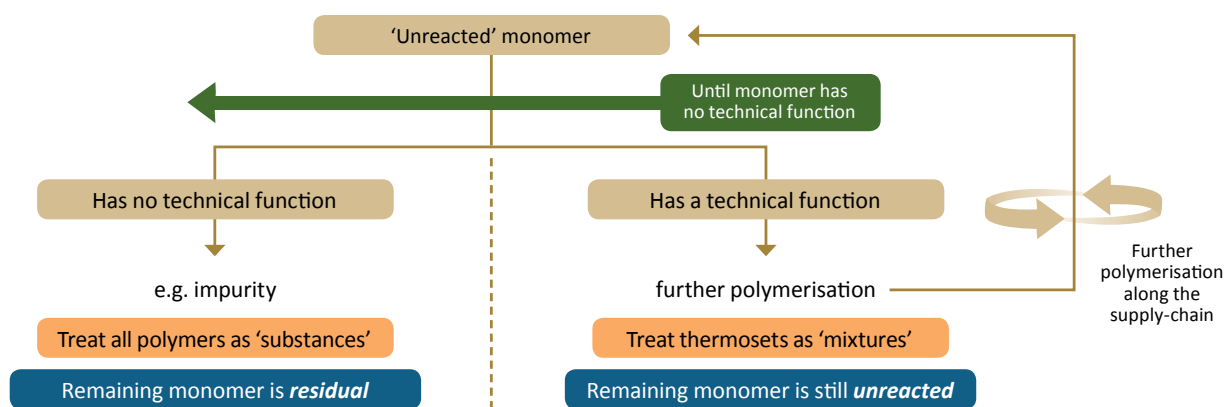 ‘Unreacted’ monomer
Until monomer has
no technical function
Has no technical function
Has a technical function
e.g. impurity
further polymerisation
Further
polymerisation
along the
supply-chain
Treat all polymers as ‘substances’
Treat thermosets as ‘mixtures’
Remaining monomer is residual
Remaining monomer is still unreacted